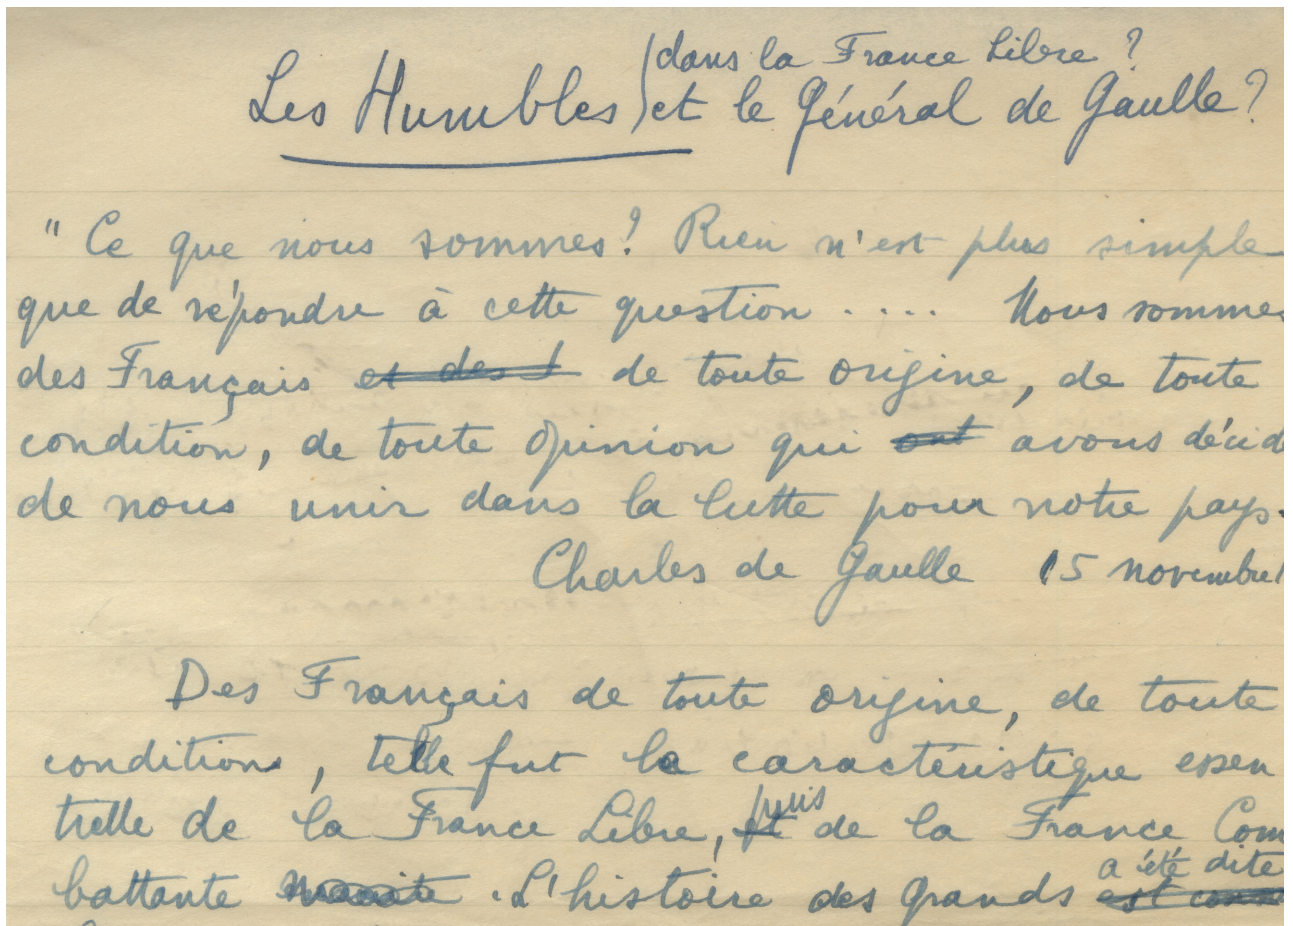 dans la France Libre ?
Les Humbles et le Général de Gaulle ?
" Ce que nous sommes ! Rien n'est plus simple
que de répondre à cette question ..... Nous sommes
des Français et des de toute origine, de toute
condition, de toute opinion qui ont avons décid
de nous unir dans la lutte pour notre pays.
Charles de Gaulle 15 novembre
Des Français de toute origine, de toute
condition, telle fut la caractéristique essen
tielle de la France Libre, puis de la France Com
battante . L'histoire des grands a été dite